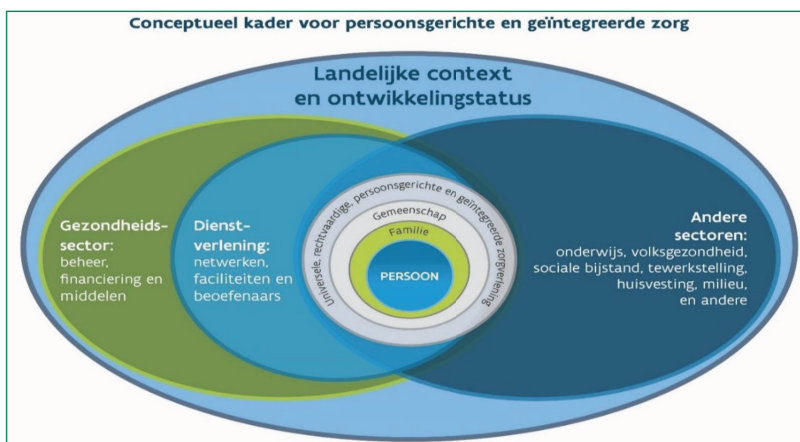 Conceptueel kader voor persoonsgerichte en geïntegreerde zorg
Landelijke context
en ontwikkelingstatus
Gezondheids-
sector:
beheer,
financiering en
middelen
Dienst-
verlening:
netwerken,
faciliteiten en
beoefenaars
Universele, rechtvaardige, persoonsgerichte en geïntegreerde zorgverlening
Gemeenschap
Familie
PERSOON
Andere
sectoren:
onderwijs, volksgezondheid,
sociale bijstand, tewerkstelling,
huisvesting, milieu,
en andere